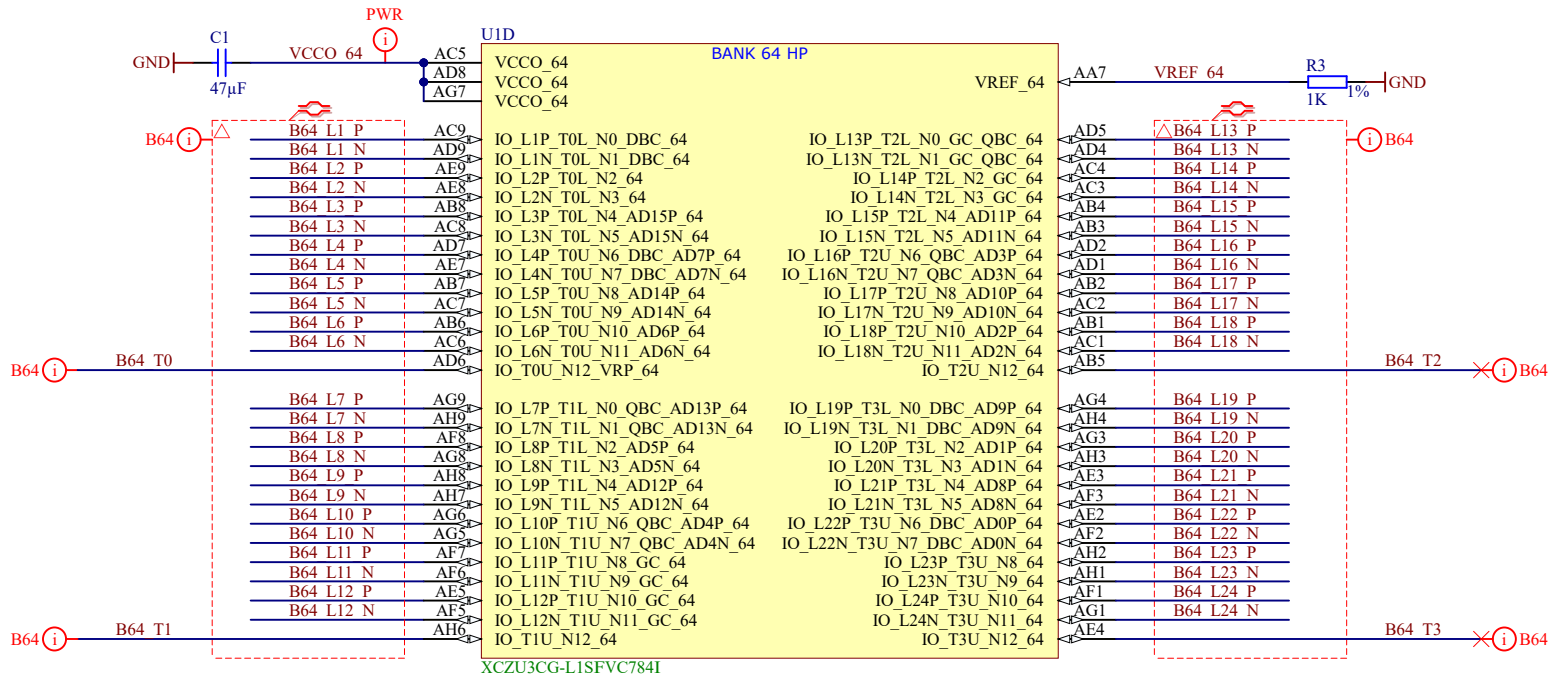 PWR
C1
GND
VCCO_64
47µF
U1D
BANK 64 HP
AC5 VCCO_64
AD8 VCCO_64
AG7 VCCO_64
VREF_64 AA7 VREF_64 R3 GND
1K 1%
B64
B64_L1_P AC9 IO_L1P_T0L_N0_DBC_64
B64_L1_N AD9 IO_L1N_T0L_N1_DBC_64
B64_L2_P AE9 IO_L2P_T0L_N2_64
B64_L2_N AE8 IO_L2N_T0L_N3_64
B64_L3_P AB8 IO_L3P_T0L_N4_AD15P_64
B64_L3_N AC8 IO_L3N_T0L_N5_AD15N_64
B64_L4_P AD7 IO_L4P_T0U_N6_DBC_AD7P_64
B64_L4_N AE7 IO_L4N_T0U_N7_DBC_AD7N_64
B64_L5_P AB7 IO_L5P_T0U_N8_AD14P_64
B64_L5_N AC7 IO_L5N_T0U_N9_AD14N_64
B64_L6_P AB6 IO_L6P_T0U_N10_AD6P_64
B64_L6_N AC6 IO_L6N_T0U_N11_AD6N_64
B64 B64_T0 AD6 IO_T0U_N12_VRP_64
B64_L7_P AG9 IO_L7P_T1L_N0_QBC_AD13P_64
B64_L7_N AH9 IO_L7N_T1L_N1_QBC_AD13N_64
B64_L8_P AF8 IO_L8P_T1L_N2_AD5P_64
B64_L8_N AG8 IO_L8N_T1L_N3_AD5N_64
B64_L9_P AH8 IO_L9P_T1L_N4_AD12P_64
B64_L9_N AH7 IO_L9N_T1L_N5_AD12N_64
B64_L10_P AG6 IO_L10P_T1U_N6_QBC_AD4P_64
B64_L10_N AG5 IO_L10N_T1U_N7_QBC_AD4N_64
B64_L11_P AF7 IO_L11P_T1U_N8_GC_64
B64_L11_N AF6 IO_L11N_T1U_N9_GC_64
B64_L12_P AE5 IO_L12P_T1U_N10_GC_64
B64_L12_N AF5 IO_L12N_T1U_N11_GC_64
B64 B64_T1 AH6 IO_T1U_N12_64
IO_L13P_T2L_N0_GC_QBC_64 AD5 B64_L13_P
B64
IO_L13N_T2L_N1_GC_QBC_64 AD4 B64_L13_N
IO_L14P_T2L_N2_GC_64 AC4 B64_L14_P
IO_L14N_T2L_N3_GC_64 AC3 B64_L14_N
IO_L15P_T2L_N4_AD11P_64 AB4 B64_L15_P
IO_L15N_T2L_N5_AD11N_64 AB3 B64_L15_N
IO_L16P_T2U_N6_QBC_AD3P_64 AD2 B64_L16_P
IO_L16N_T2U_N7_QBC_AD3N_64 AD1 B64_L16_N
IO_L17P_T2U_N8_AD10P_64 AB2 B64_L17_P
IO_L17N_T2U_N9_AD10N_64 AC2 B64_L17_N
IO_L18P_T2U_N10_AD2P_64 AB1 B64_L18_P
IO_L18N_T2U_N11_AD2N_64 AC1 B64_L18_N
IO_T2U_N12_64 AB5 B64_T2 B64
IO_L19P_T3L_N0_DBC_AD9P_64 AG4 B64_L19_P
IO_L19N_T3L_N1_DBC_AD9N_64 AH4 B64_L19_N
IO_L20P_T3L_N2_AD1P_64 AG3 B64_L20_P
IO_L20N_T3L_N3_AD1N_64 AH3 B64_L20_N
IO_L21P_T3L_N4_AD8P_64 AE3 B64_L21_P
IO_L21N_T3L_N5_AD8N_64 AF3 B64_L21_N
IO_L22P_T3U_N6_DBC_AD0P_64 AE2 B64_L22_P
IO_L22N_T3U_N7_DBC_AD0N_64 AF2 B64_L22_N
IO_L23P_T3U_N8_64 AH2 B64_L23_P
IO_L23N_T3U_N9_64 AH1 B64_L23_N
IO_L24P_T3U_N10_64 AF1 B64_L24_P
IO_L24N_T3U_N11_64 AG1 B64_L24_N
IO_T3U_N12_64 AE4 B64_T3 B64
XCZU3CG-L1SFVC784I